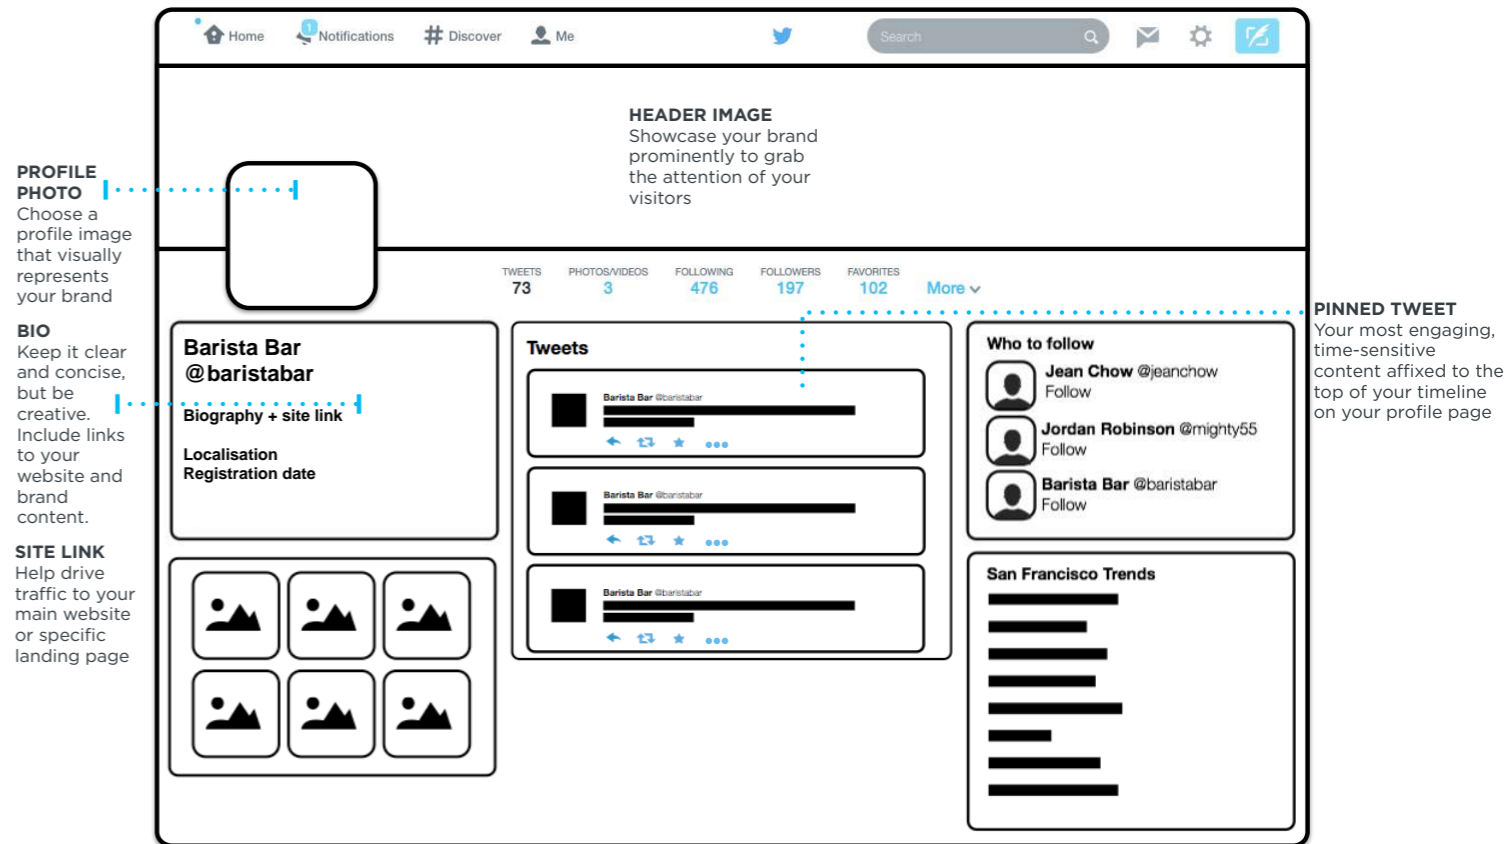 Home
1
Notifications
Discover
Me
Search
HEADER IMAGE
Showcase your brand
prominently to grab
the attention of your
visitors
PROFILE
PHOTO
Choose a
profile image
that visually
represents
your brand
BIO
Keep it clear
and concise,
but be
creative.
Include links
to your
website and
brand
content.
SITE LINK
Help drive
traffic to your
main website
or specific
landing page
TWEETS PHOTOS/VIDEOS FOLLOWING FOLLOWERS FAVORITES
73 3 476 197 102 More
Barista Bar
@baristabar
Biography + site link
Localisation
Registration date
Tweets
Barista Bar @baristabar
Barista Bar @baristabar
Barista Bar @baristabar
Who to follow
Jean Chow @jeanchow
Follow
Jordan Robinson @mighty55
Follow
Barista Bar @baristabar
Follow
San Francisco Trends
PINNED TWEET
Your most engaging,
time-sensitive
content affixed to the
top of your timeline
on your profile page